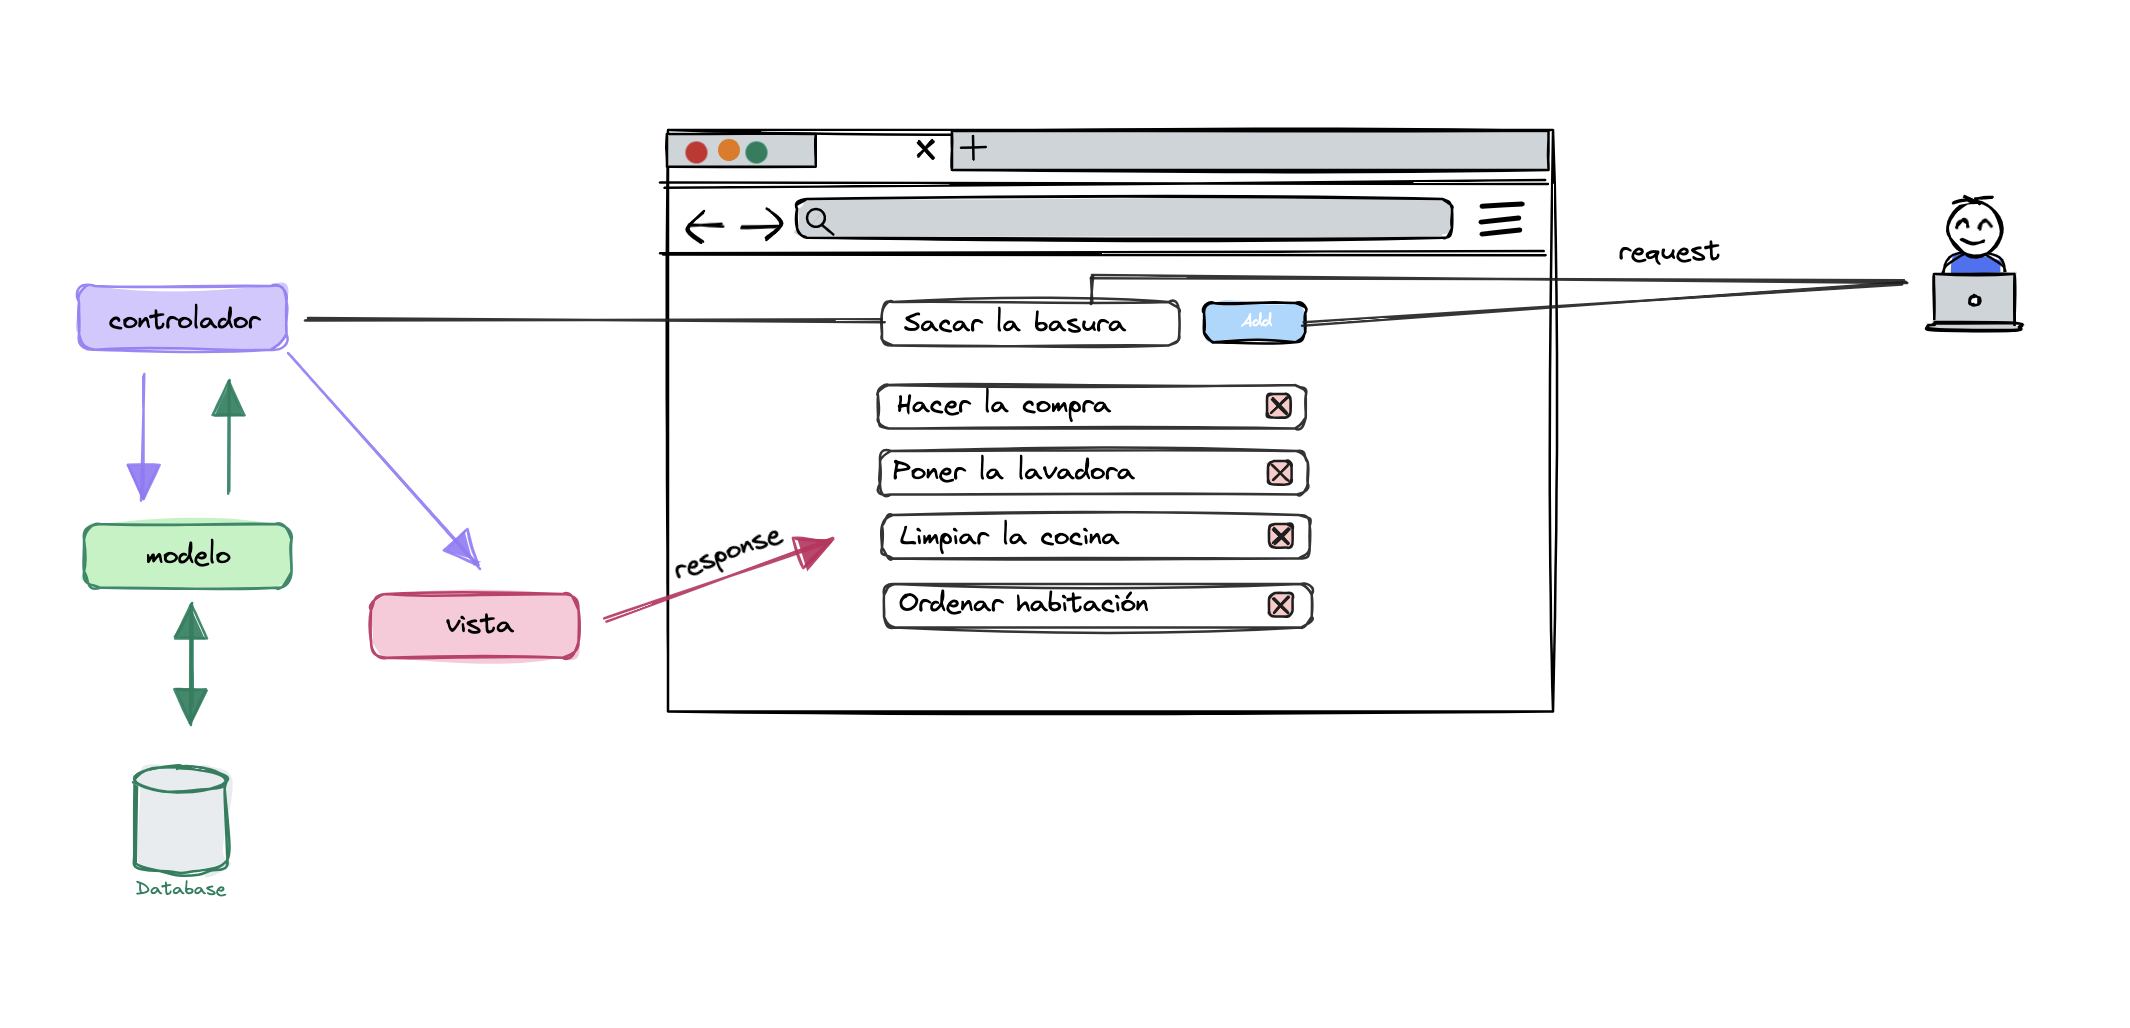 request
controlador
Sacar la basura
Add
Hacer la compra
Poner la lavadora
Limpiar la cocina
response
modelo
Ordenar habitación
vista
Database